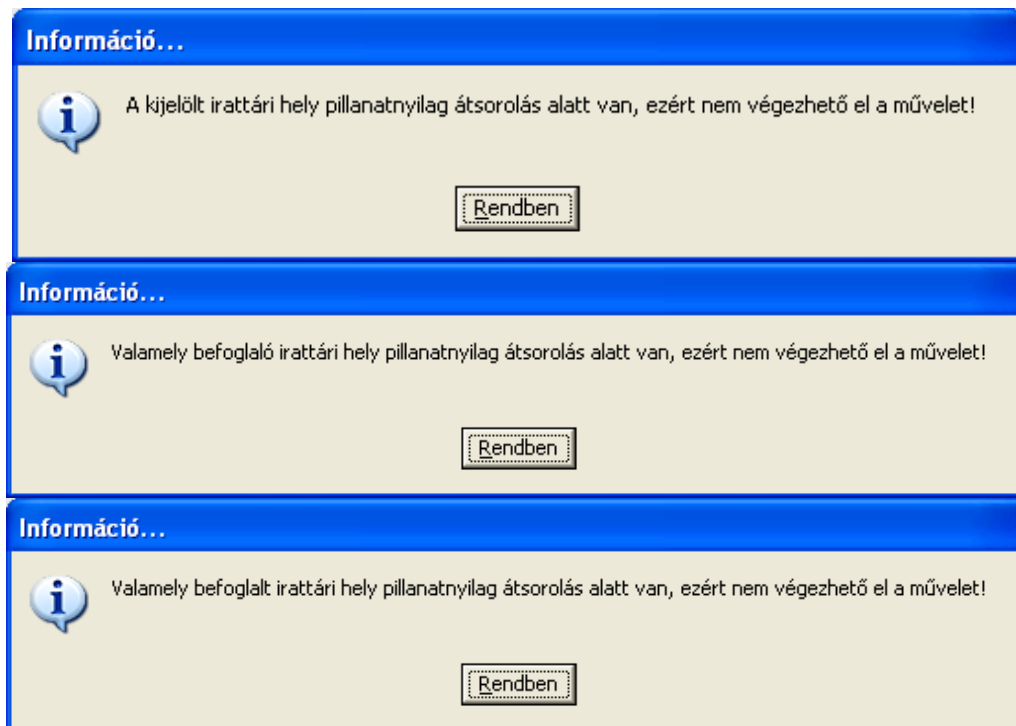 Információ...
A kijelölt irattári hely pillanatnyilag átsorolás alatt van, ezért nem végezhető el a művelet!
Rendben
Információ...
Valamely befoglaló irattári hely pillanatnyilag átsorolás alatt van, ezért nem végezhető el a művelet!
Rendben
Információ...
Valamely befoglalt irattári hely pillanatnyilag átsorolás alatt van, ezért nem végezhető el a művelet!
Rendben